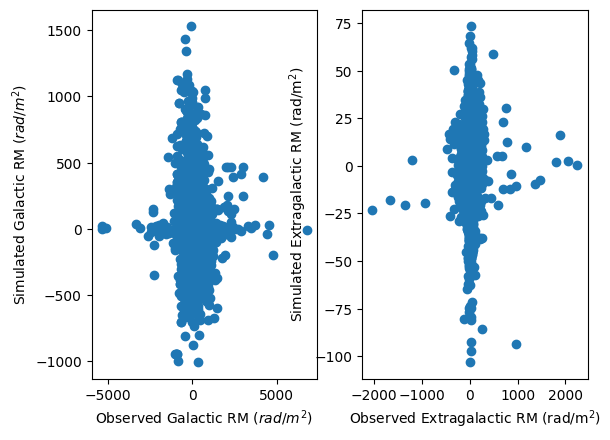 1500
1000
500
0
−500
−1000
−5000 0 5000
Simulated Galactic RM (rad/m²)
Observed Galactic RM (rad/m²)
75
50
25
0
−25
−50
−75
−100
−2000 −1000 0 1000 2000
Simulated Extragalactic RM (rad/m²)
Observed Extragalactic RM (rad/m²)